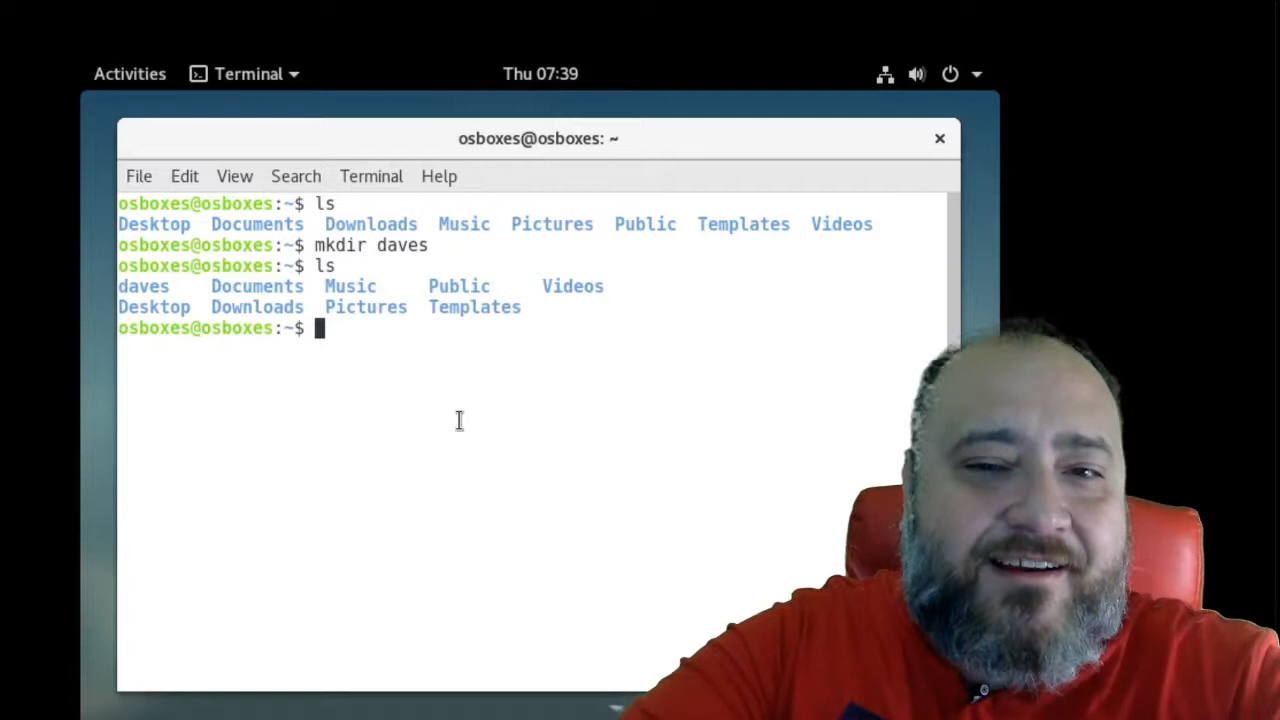 Activities Terminal Thu 07:39
osboxes@osboxes: ~
File Edit View Search Terminal Help
osboxes@osboxes:~$ ls
Desktop Documents Downloads Music Pictures Public Templates Videos
osboxes@osboxes:~$ mkdir daves
osboxes@osboxes:~$ ls
daves Documents Music Public Videos
Desktop Downloads Pictures Templates
osboxes@osboxes:~$